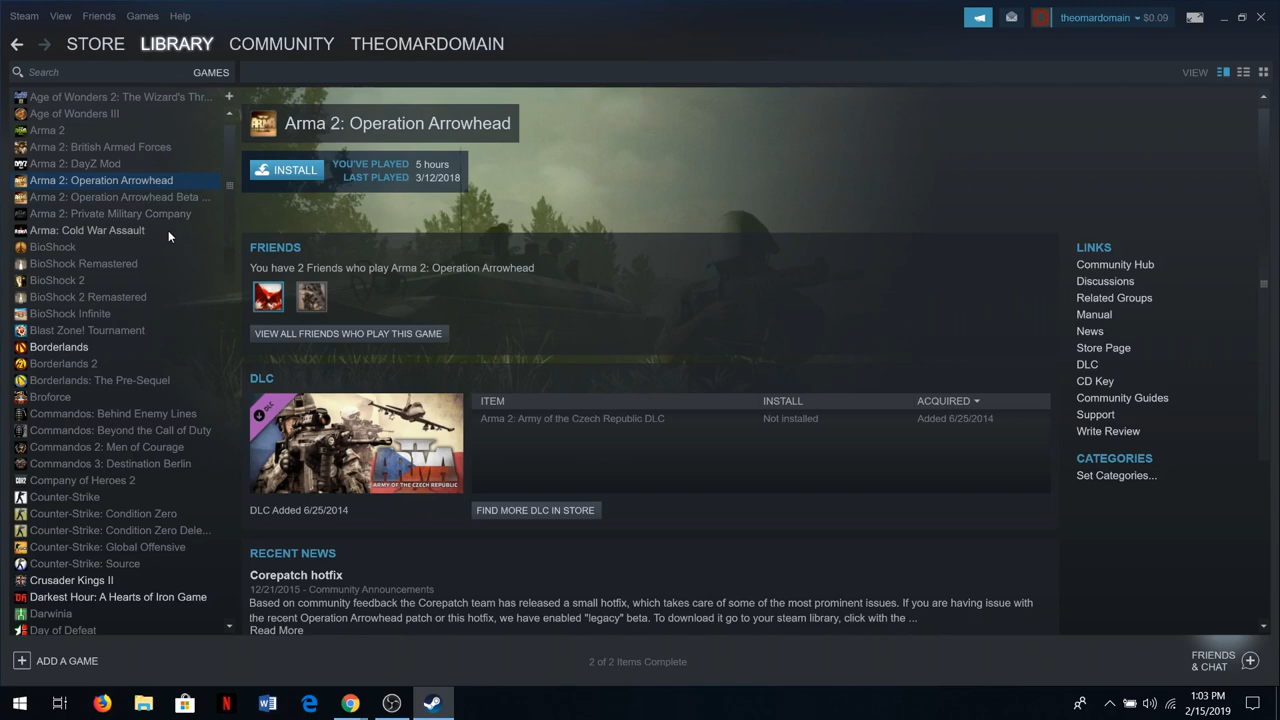 Steam View Friends Games Help
theomardomain $0.09
STORE LIBRARY COMMUNITY THEOMARDOMAIN
Search GAMES VIEW
Age of Wonders 2: The Wizard's Thr...
Age of Wonders III
Arma 2
Arma 2: British Armed Forces
Arma 2: DayZ Mod
Arma 2: Operation Arrowhead
Arma 2: Operation Arrowhead Beta ...
Arma 2: Private Military Company
Arma: Cold War Assault
BioShock
BioShock Remastered
BioShock 2
BioShock 2 Remastered
BioShock Infinite
Blast Zone! Tournament
Borderlands
Borderlands 2
Borderlands: The Pre-Sequel
Broforce
Commandos: Behind Enemy Lines
Commandos: Beyond the Call of Duty
Commandos 2: Men of Courage
Commandos 3: Destination Berlin
Company of Heroes 2
Counter-Strike
Counter-Strike: Condition Zero
Counter-Strike: Condition Zero Dele...
Counter-Strike: Global Offensive
Counter-Strike: Source
Crusader Kings II
Darkest Hour: A Hearts of Iron Game
Darwinia
Day of Defeat
Arma 2: Operation Arrowhead
INSTALL
YOU'VE PLAYED 5 hours
LAST PLAYED 3/12/2018
FRIENDS
You have 2 Friends who play Arma 2: Operation Arrowhead
VIEW ALL FRIENDS WHO PLAY THIS GAME
DLC
DLC
ARMA II
ARMY OF THE CZECH REPUBLIC
DLC Added 6/25/2014
ITEM INSTALL ACQUIRED
Arma 2: Army of the Czech Republic DLC Not installed Added 6/25/2014
FIND MORE DLC IN STORE
RECENT NEWS
Corepatch hotfix
12/21/2015 - Community Announcements
Based on community feedback the Corepatch team has released a small hotfix, which takes care of some of the most prominent issues. If you are having issue with
the recent Operation Arrowhead patch or this hotfix, we have enabled "legacy" beta. To download it go to your steam library, click with the ...
Read More
LINKS
Community Hub
Discussions
Related Groups
Manual
News
Store Page
DLC
CD Key
Community Guides
Support
Write Review
CATEGORIES
Set Categories...
ADD A GAME
2 of 2 Items Complete
FRIENDS
& CHAT
1:03 PM
2/15/2019